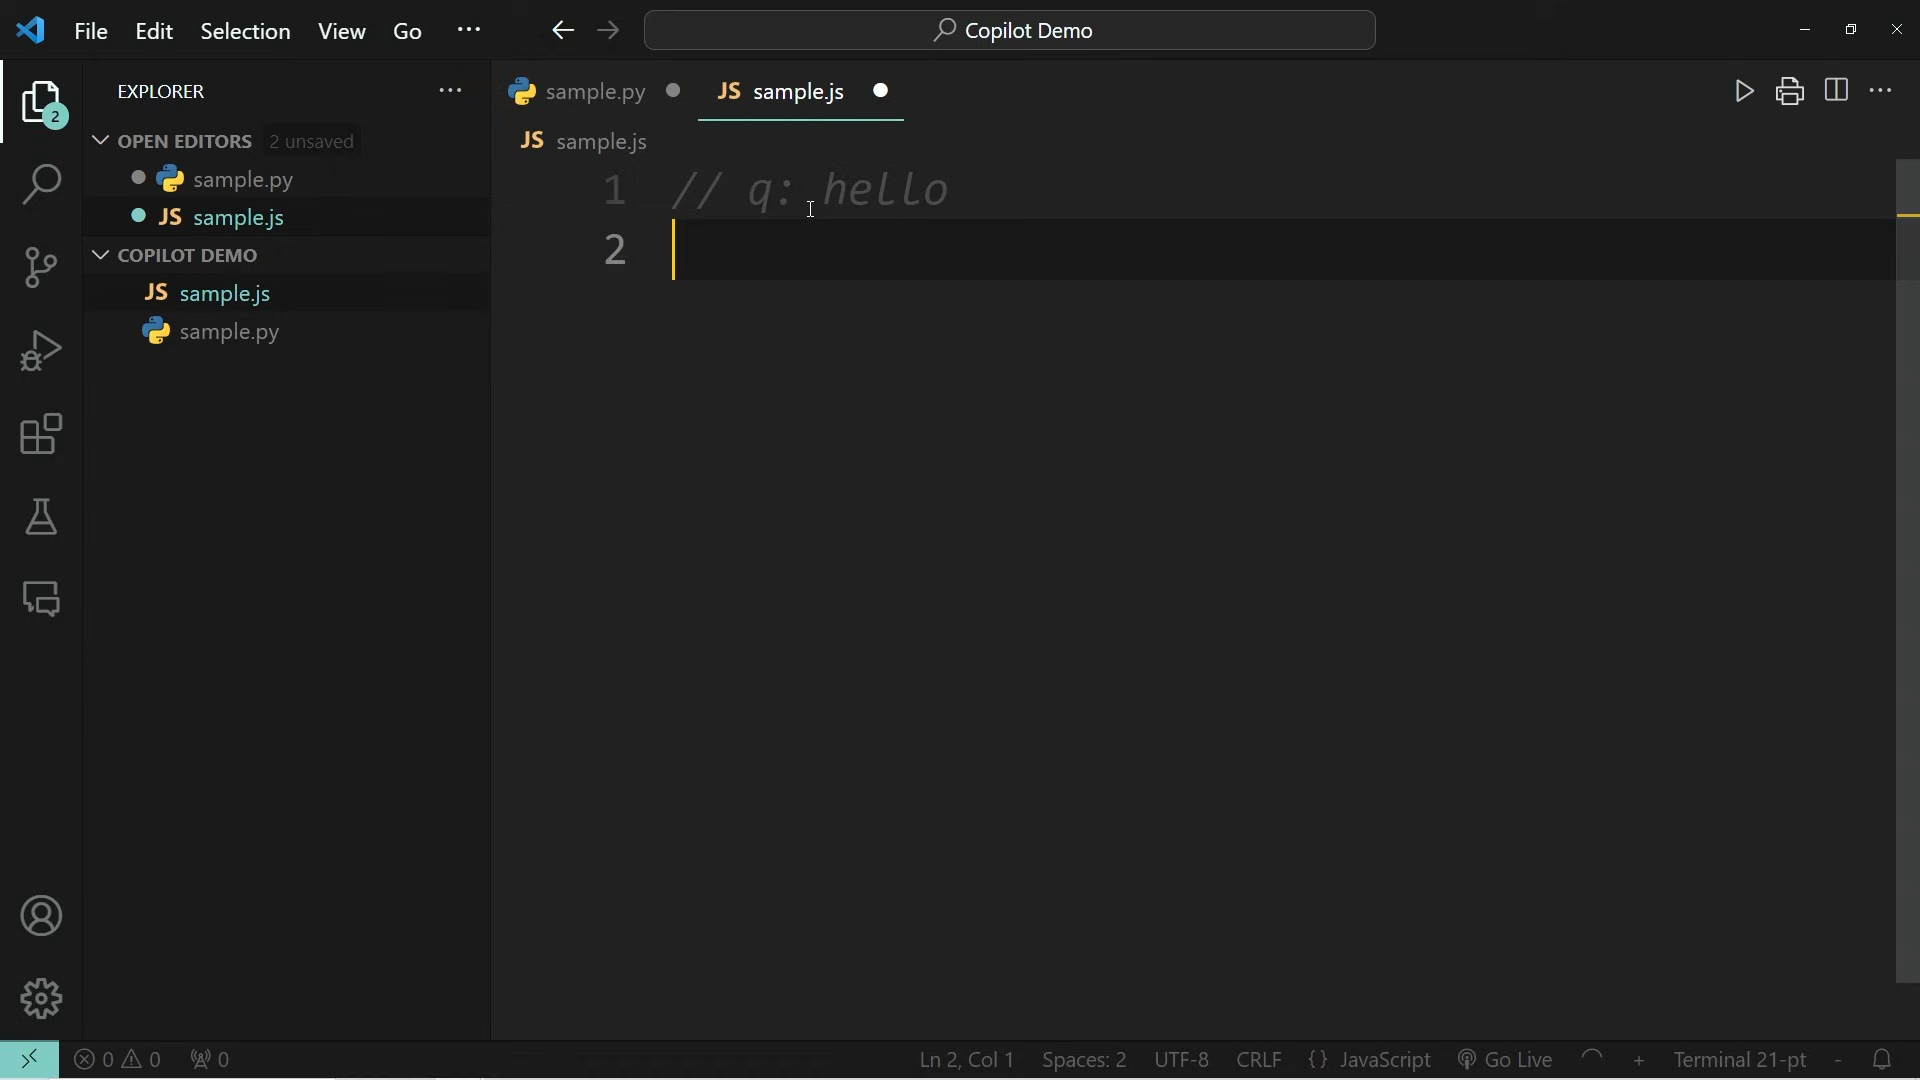 File Edit Selection View Go ··· Copilot Demo
EXPLORER ···
OPEN EDITORS 2 unsaved
sample.py
JS sample.js
COPILOT DEMO
JS sample.js
sample.py
2
sample.py JS sample.js
JS sample.js
1 // q: hello
2
0 0 0 Ln 2, Col 1 Spaces: 2 UTF-8 CRLF {} JavaScript Go Live + Terminal 21-pt -